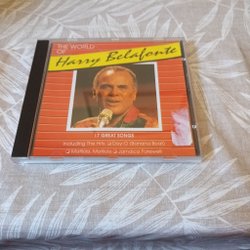 THE WORLD
OF
Harry Belafonte
17 GREAT SONGS
Including The Hits: ❏ Day-O (Banana Boat)
❏ Matilda, Matilda ❏ Jamaica Farewell